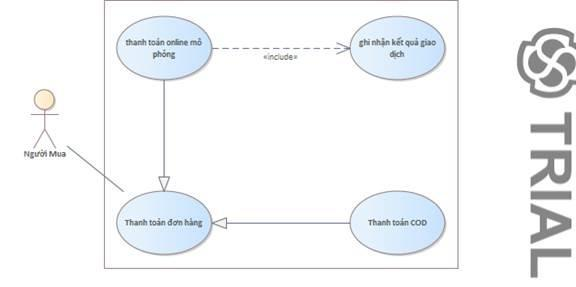 thanh toán online mô
phỏng
ghi nhận kết quả giao
dịch
«include»
Người Mua
Thanh toán đơn hàng
Thanh toán COD
TRIAL